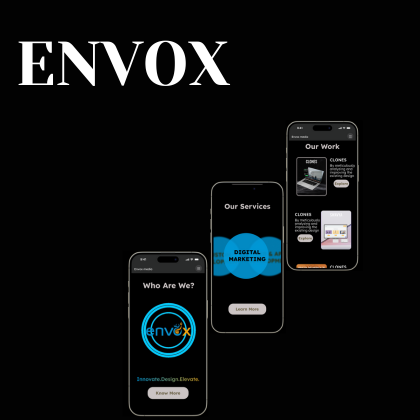 ENVOX
Our Work
CLONES
By meticulously
analyzing and
improving the
existing design
Explore
CLONES
CLONES
By meticulously
analyzing and
improving the
existing design
Explore
CLONES
Our Services
DIGITAL
MARKETING
Learn More
Who Are We?
envox
Innovate.Design.Elevate.
Know More